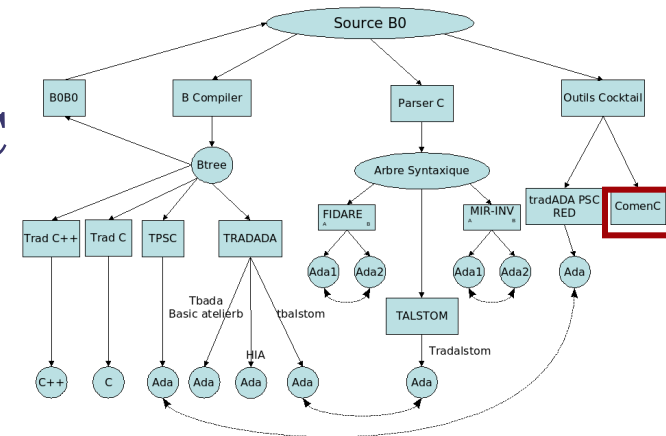 Source B0
B0B0
B Compiler
Parser C
Outils Cocktail
Btree
Arbre Syntaxique
FIDARE
A B
MIR-INV
A B
tradADA PSC
RED
ComenC
Trad C++
Trad C
TPSC
TRADADA
Ada1
Ada2
Ada1
Ada2
Ada
Tbada
Basic atelierb
tbalstom
HIA
TALSTOM
Tradalstom
C++
C
Ada
Ada
Ada
Ada
Ada